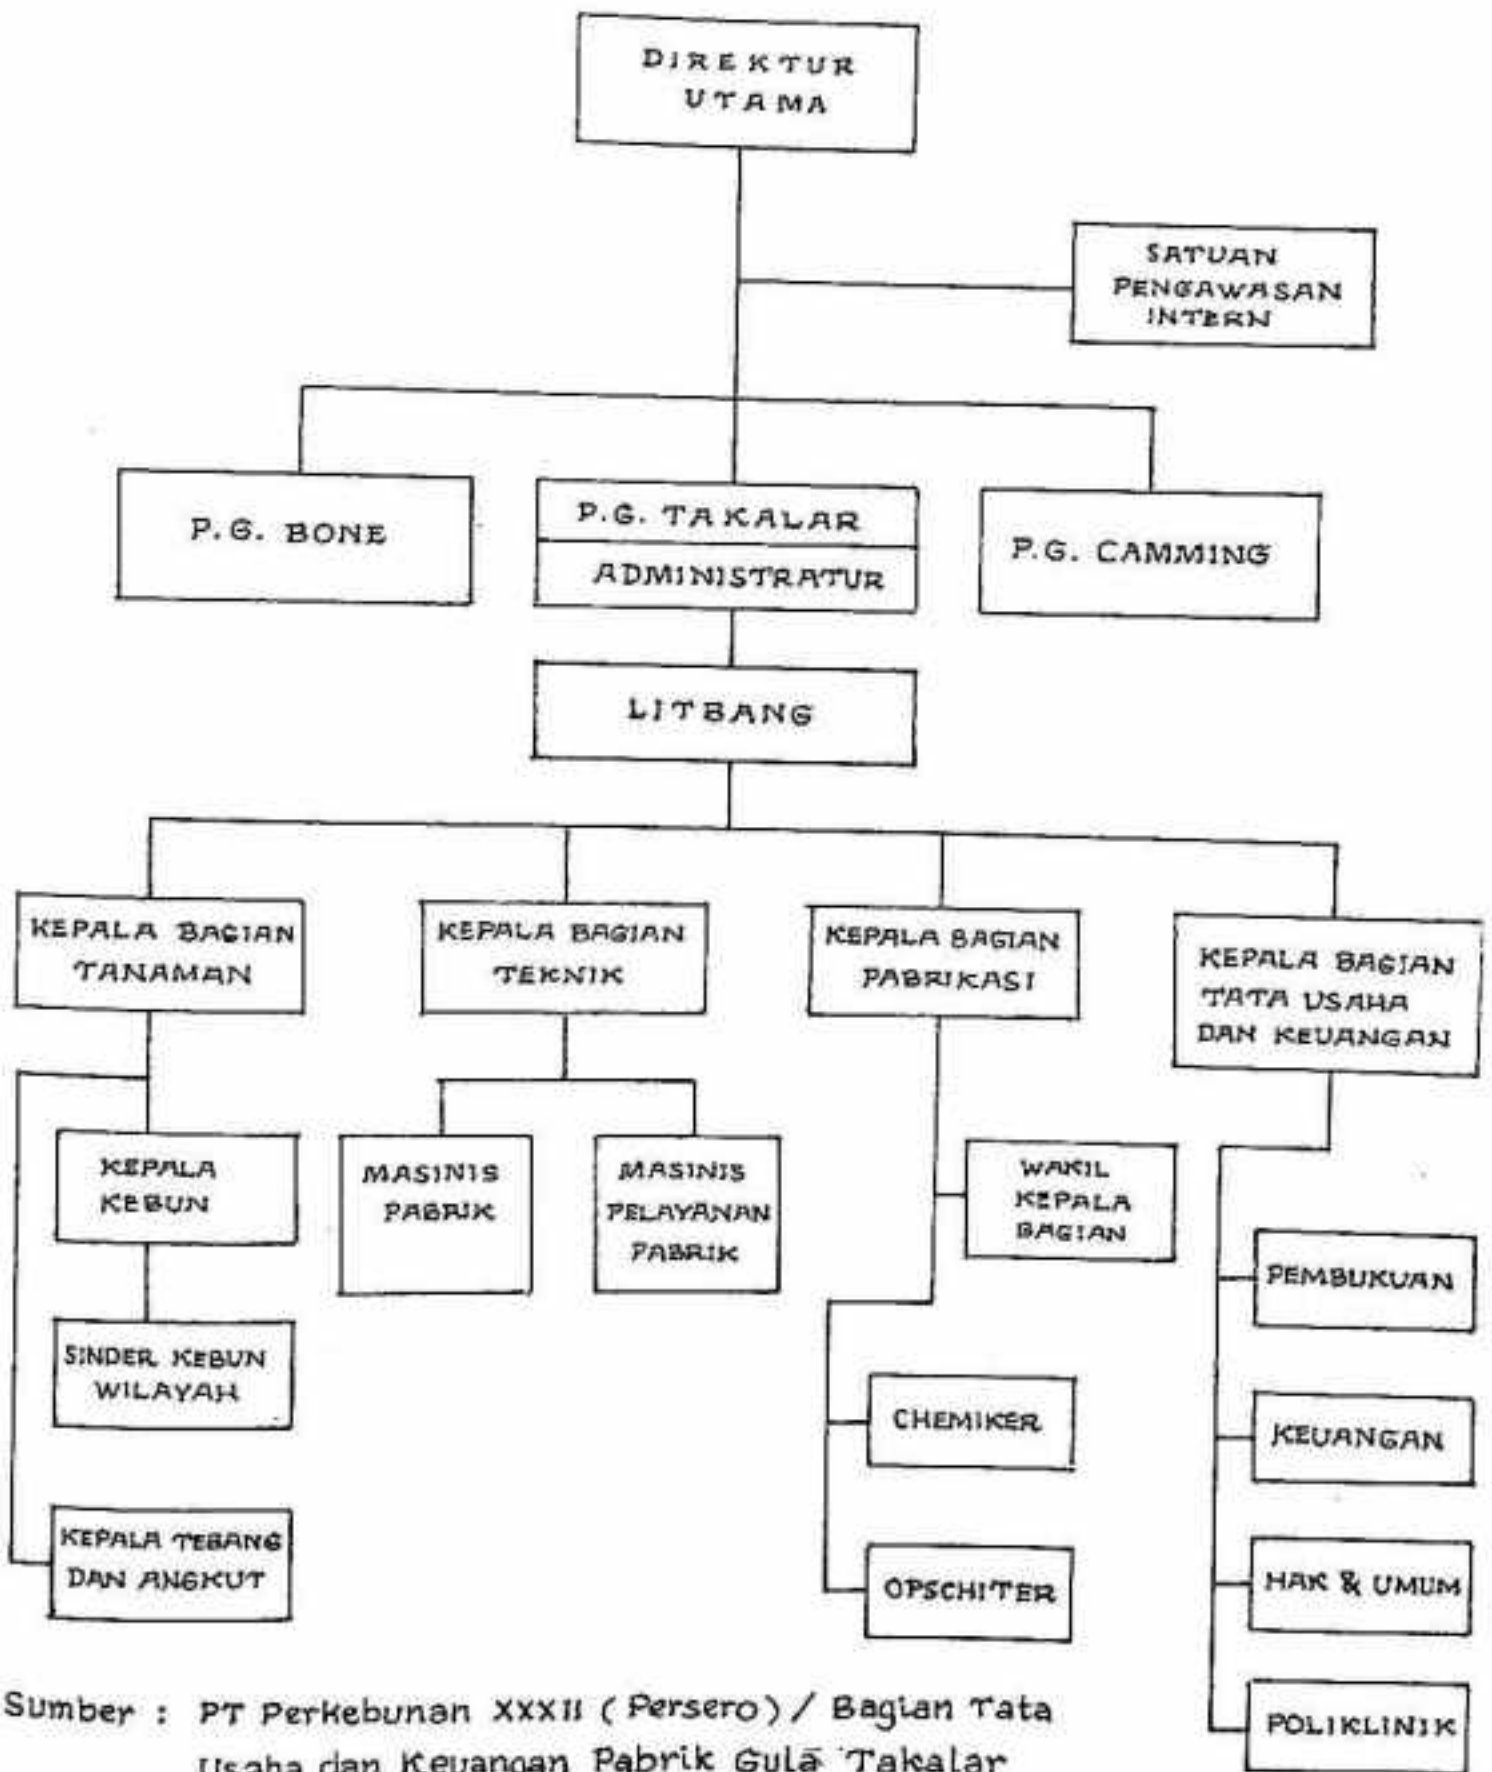 DIREKTUR
UTAMA
SATUAN
PENGAWASAN
INTERN
P.G. BONE
P.G. TAKALAR
ADMINISTRATUR
P.G. CAMMING
LITBANG
KEPALA BAGIAN
TANAMAN
KEPALA BAGIAN
TEKNIK
KEPALA BAGIAN
PABRIKASI
KEPALA BAGIAN
TATA USAHA
DAN KEUANGAN
KEPALA
KEBUN
MASINIS
PABRIK
MASINIS
PELAYANAN
PABRIK
WAKIL
KEPALA
BAGIAN
PEMBUKUAN
SINDER KEBUN
WILAYAH
CHEMIKER
KEUANGAN
KEPALA TEBANG
DAN ANGKUT
OPSCHITER
HAK & UMUM
POLIKLINIK
Sumber : PT Perkebunan XXXII (Persero) / Bagian Tata
Usaha dan Keuangan Pabrik Gula Takalar